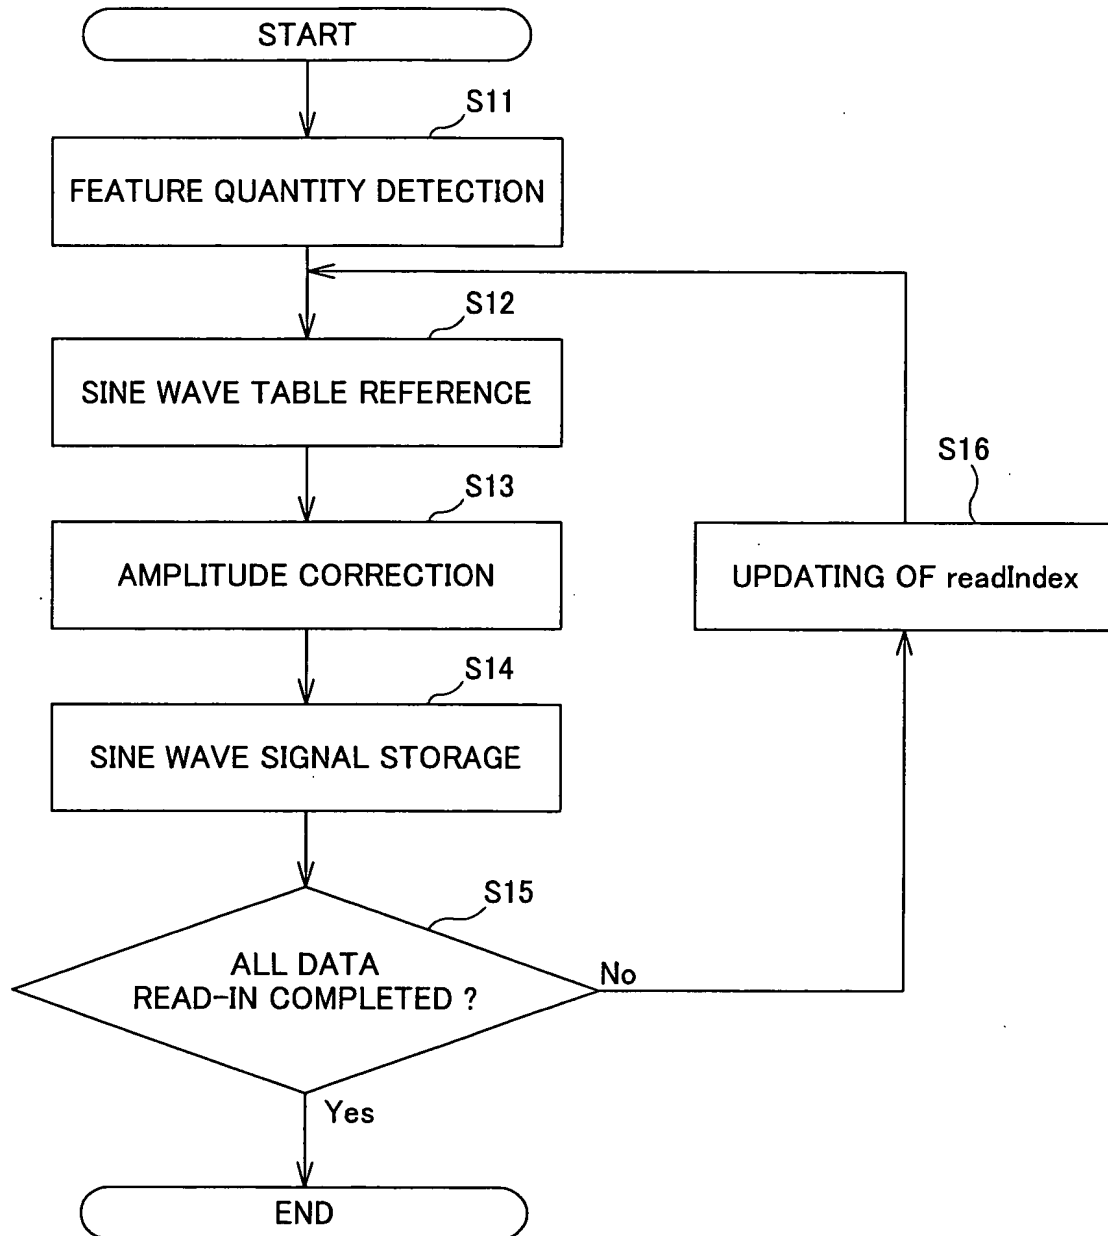 START
S11
FEATURE QUANTITY DETECTION
S12
SINE WAVE TABLE REFERENCE
S13
AMPLITUDE CORRECTION
S14
SINE WAVE SIGNAL STORAGE
S15
ALL DATA
READ-IN COMPLETED ?
No
S16
UPDATING OF readIndex
Yes
END